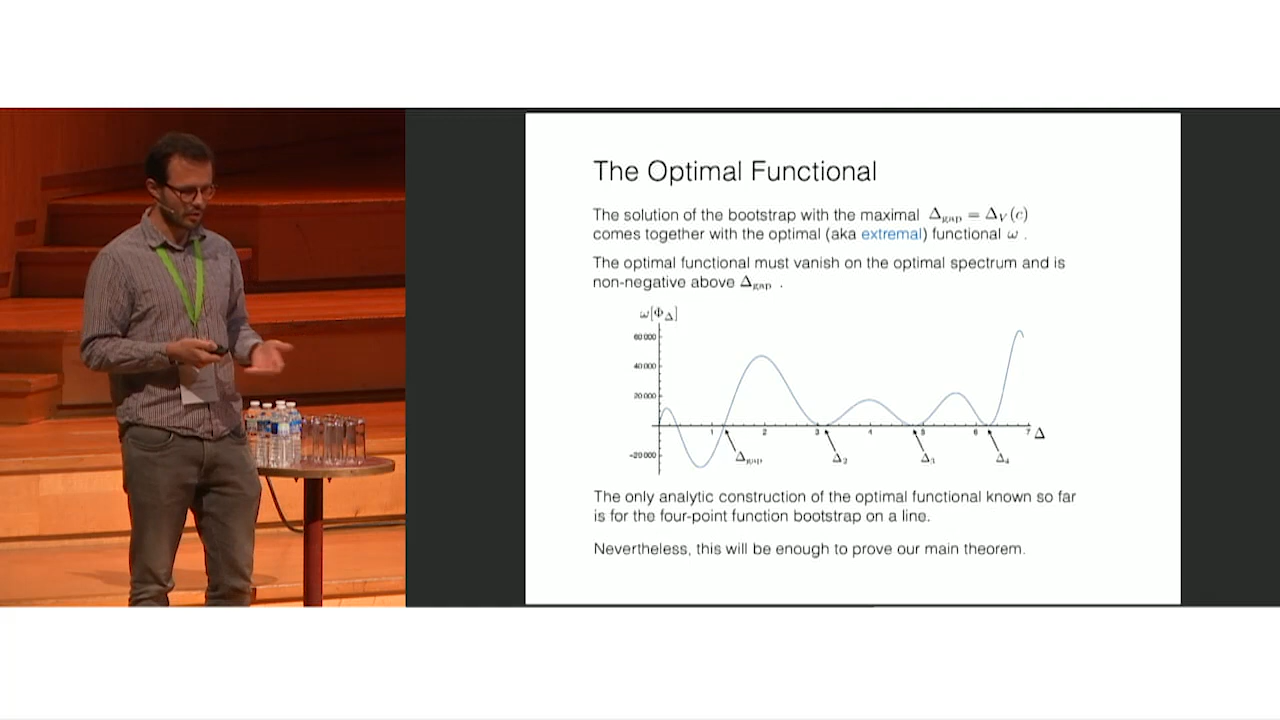 The Optimal Functional
The solution of the bootstrap with the maximal Δgap = ΔV(c)
comes together with the optimal (aka extremal) functional ω .
The optimal functional must vanish on the optimal spectrum and is
non-negative above Δgap .
ω[ΦΔ]
60 000
40 000
20 000
-20 000
1 2 3 4 5 6 7 Δ
Δgap Δ2 Δ3 Δ4
The only analytic construction of the optimal functional known so far
is for the four-point function bootstrap on a line.
Nevertheless, this will be enough to prove our main theorem.